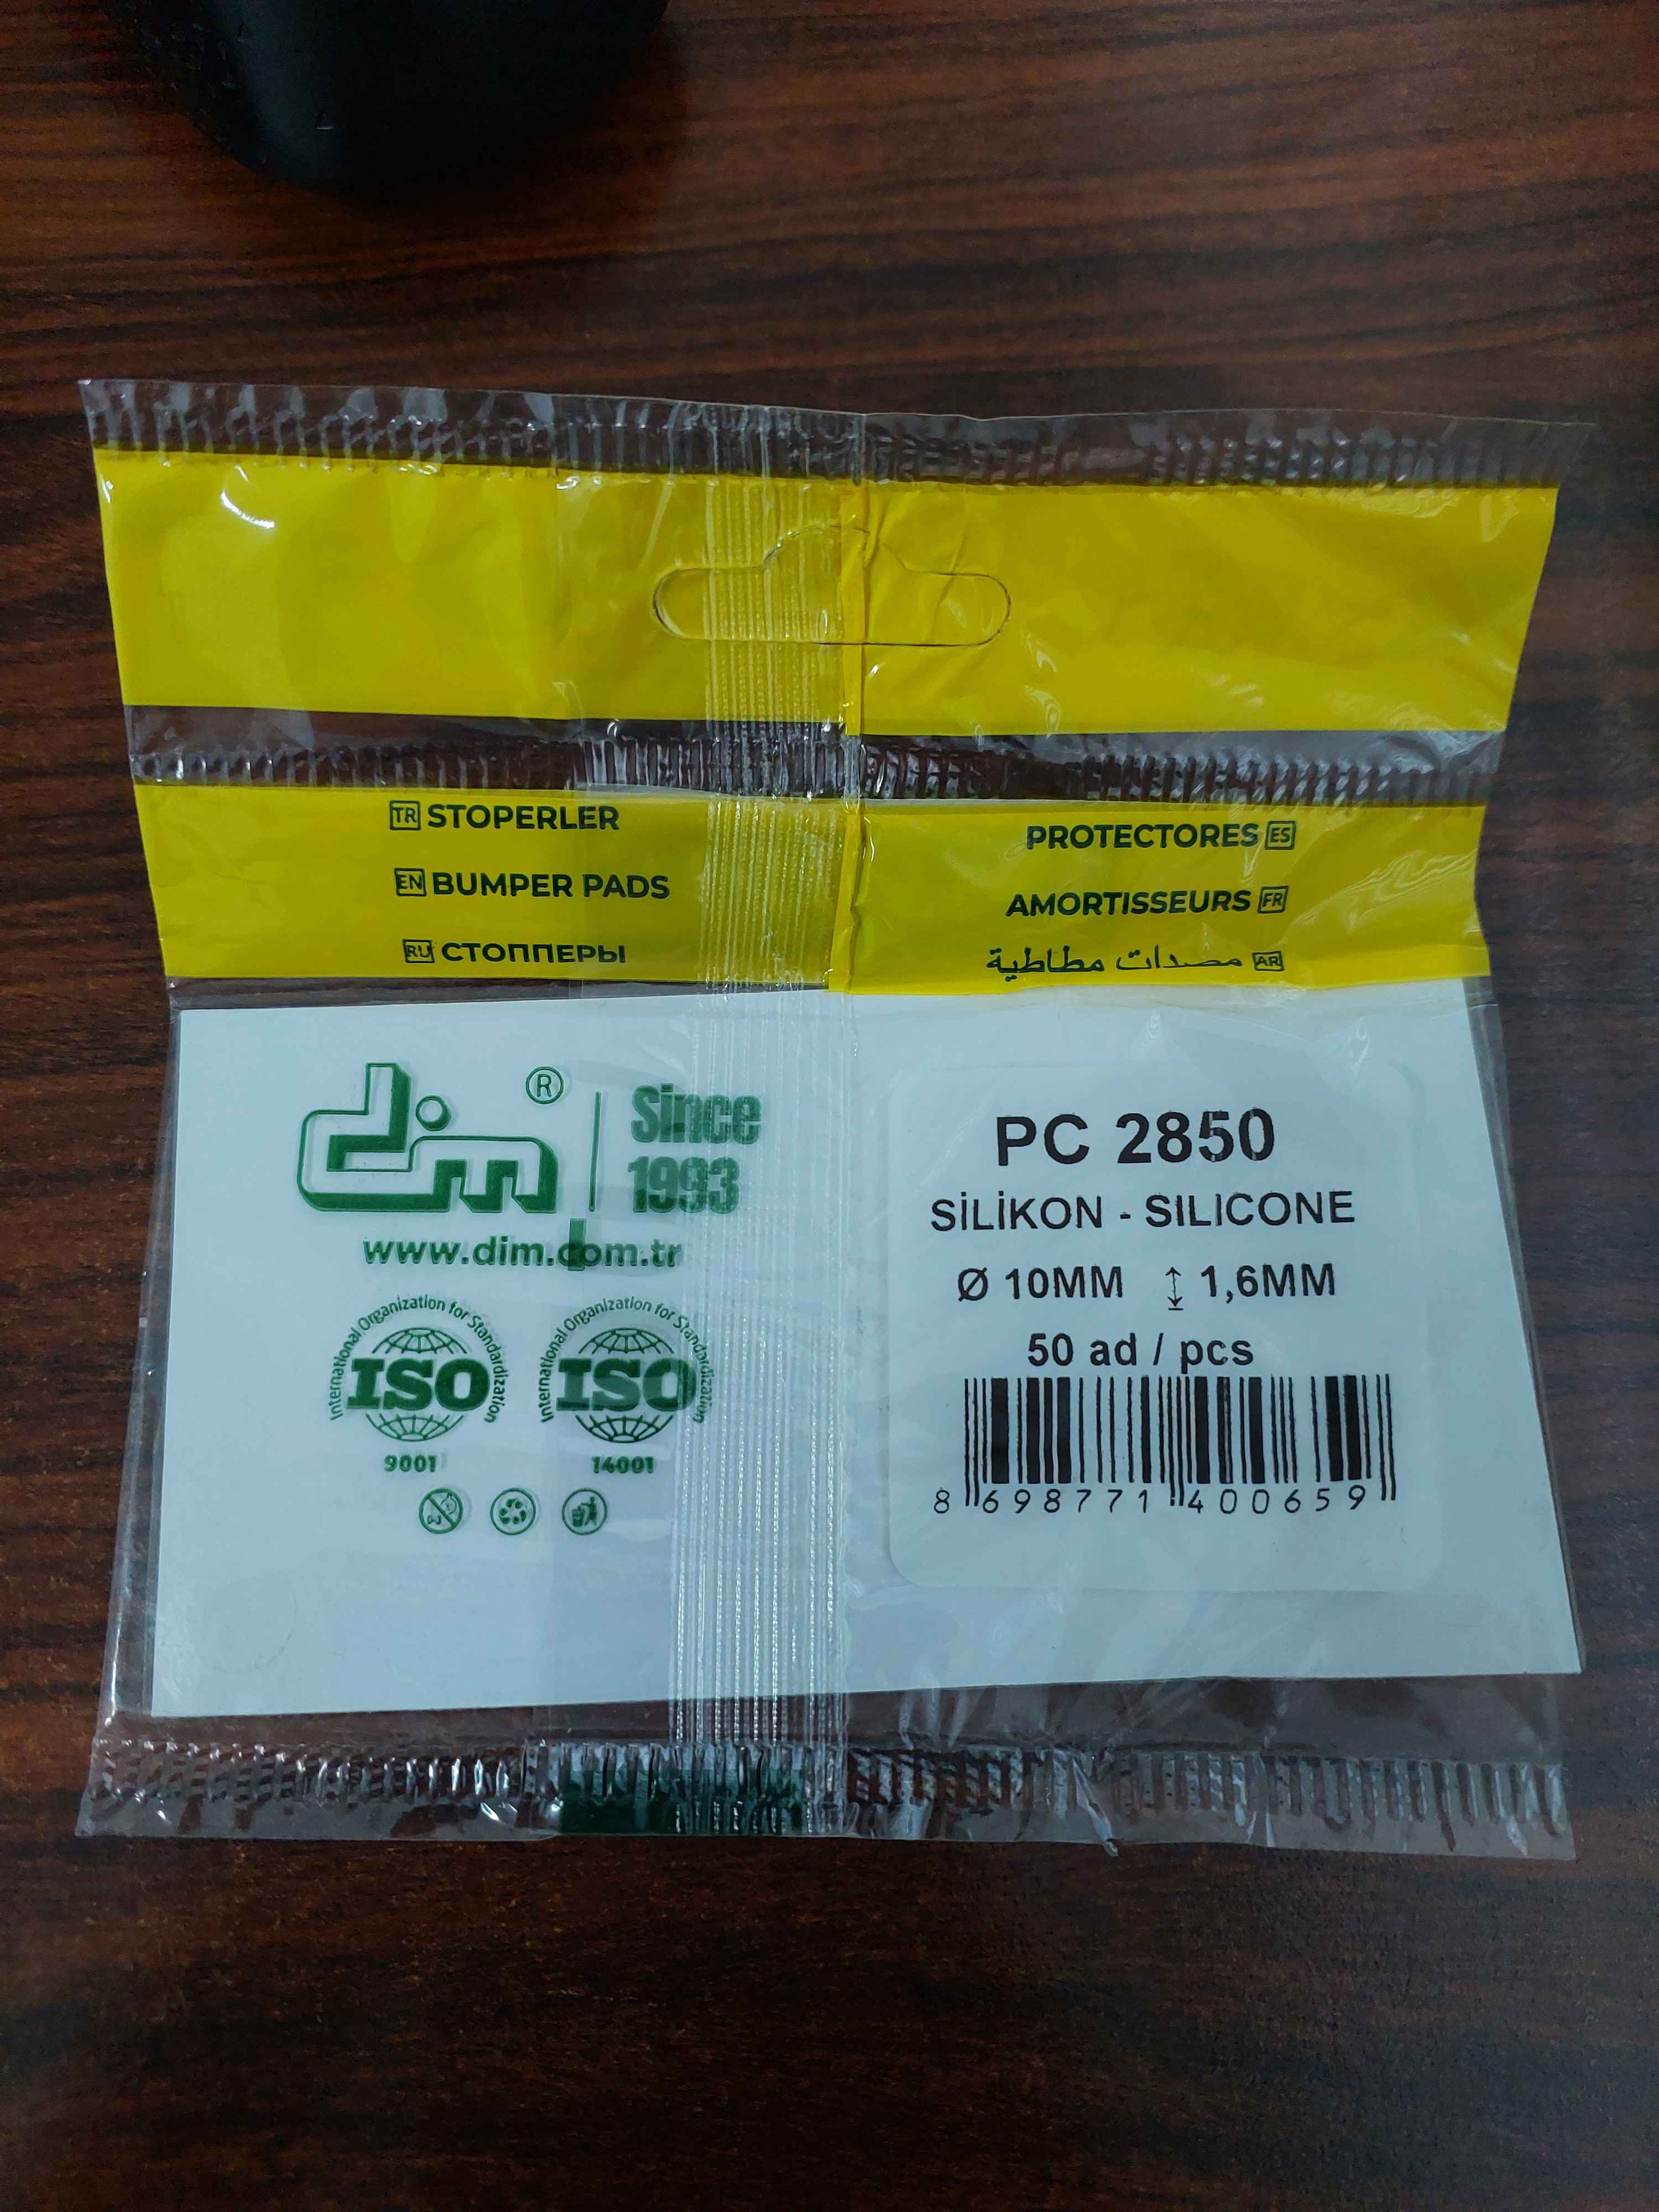 TR STOPERLER
EN BUMPER PADS
RU СТОППЕРЫ
PROTECTORES ES
AMORTISSEURS FR
مصدات مطاطية AR
dim ®
Since
1993
www.dim.com.tr
International Organization for Standardization
ISO
9001
International Organization for Standardization
ISO
14001
PC 2850
SİLİKON - SILICONE
Ø 10MM ↕ 1,6MM
50 ad / pcs
8 698771 400659